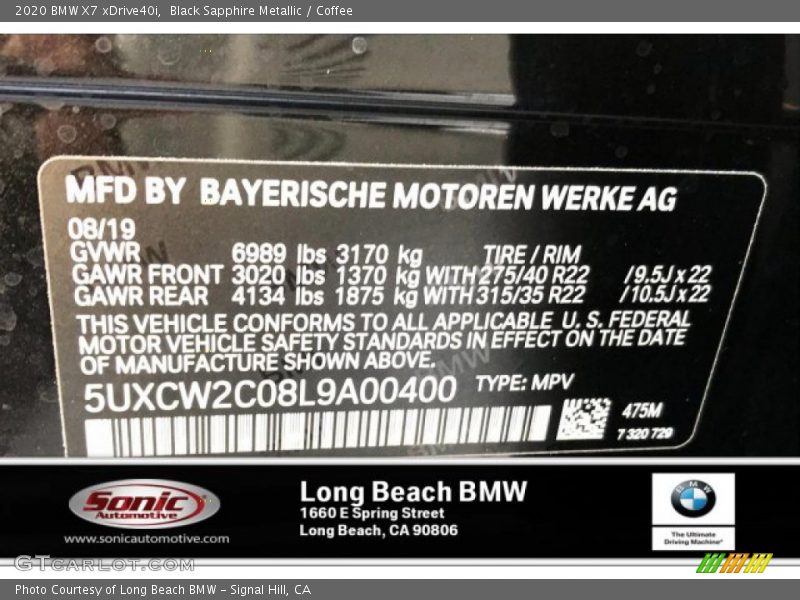 2020 BMW X7 xDrive40i,  Black Sapphire Metallic / Coffee
MFD BY BAYERISCHE MOTOREN WERKE AG
08/19
GVWR 6989 lbs 3170 kg TIRE / RIM
GAWR FRONT 3020 lbs 1370 kg WITH 275/40 R22 /9.5J x 22
GAWR REAR 4134 lbs 1875 kg WITH 315/35 R22 /10.5J x 22
THIS VEHICLE CONFORMS TO ALL APPLICABLE U. S. FEDERAL
MOTOR VEHICLE SAFETY STANDARDS IN EFFECT ON THE DATE
OF MANUFACTURE SHOWN ABOVE.
5UXCW2C08L9A00400 TYPE: MPV
475M
7 320 729
Sonic
Automotive
www.sonicautomotive.com
Long Beach BMW
1660 E Spring Street
Long Beach, CA 90806
BMW
The Ultimate
Driving Machine®
GTcarlot.com
Photo Courtesy of Long Beach BMW - Signal Hill, CA